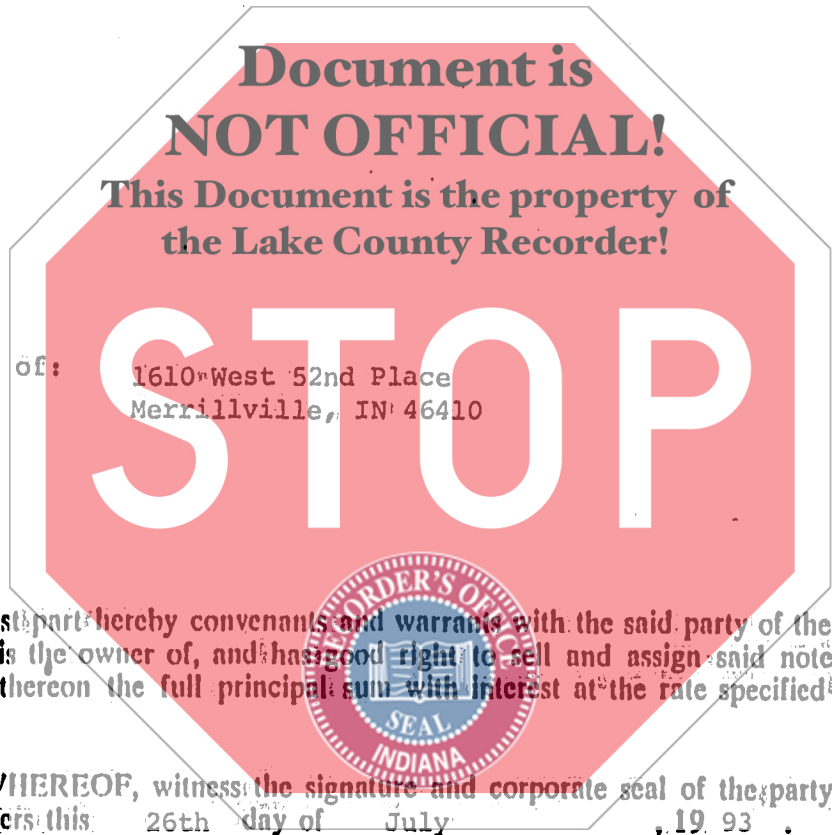 Document is
NOT OFFICIAL!
This Document is the property of
the Lake County Recorder!
STOP
of:
1610 West 52nd Place
Merrillville, IN 46410
RECORDER'S OFFICE
st part hereby convenants and warrants with the said party of the
is the owner of, and has good right to sell and assign said note
thereon the full principal sum with interest at the rate specified
SEAL
INDIANA
WHEREOF, witness the signature and corporate seal of the party
ers this 26th day of July , 19 93 .